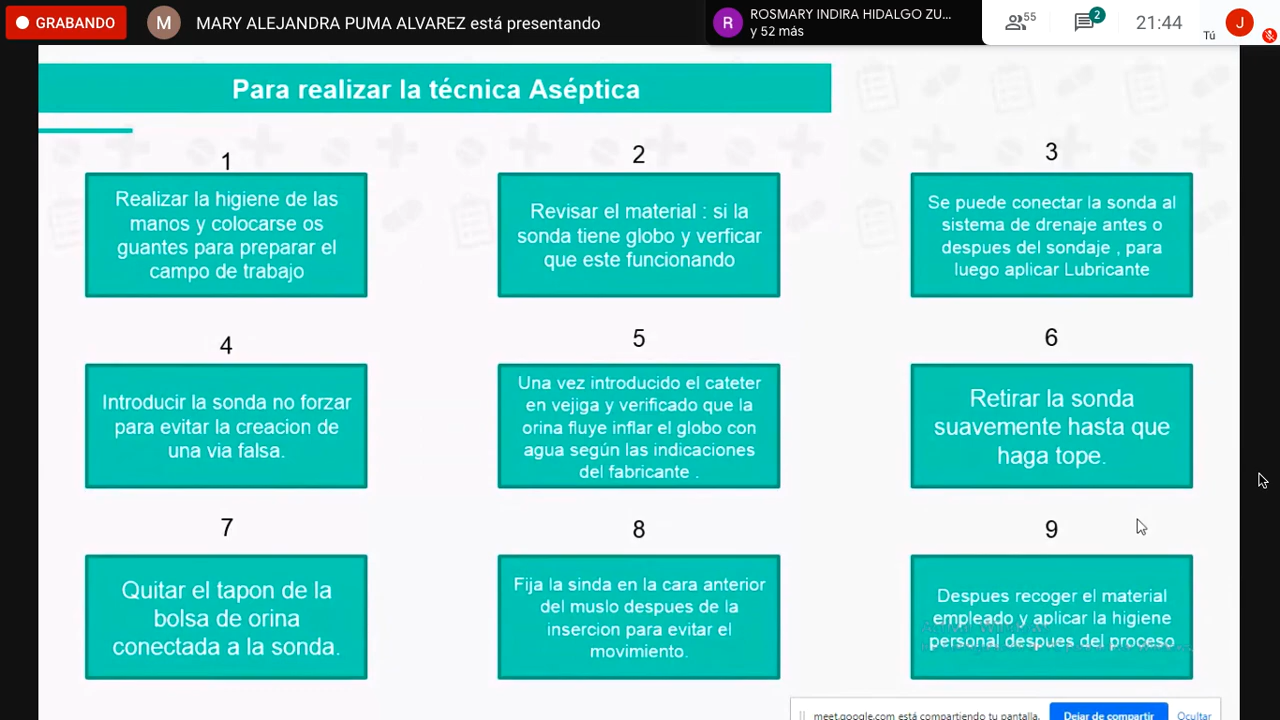 GRABANDO
M
MARY ALEJANDRA PUMA ALVAREZ está presentando
R
ROSMARY INDIRA HIDALGO ZU...
y 52 más
55
2
21:44
Tú
J
Para realizar la técnica Aséptica
1
Realizar la higiene de las
manos y colocarse os
guantes para preparar el
campo de trabajo
2
Revisar el material : si la
sonda tiene globo y verficar
que este funcionando
3
Se puede conectar la sonda al
sistema de drenaje antes o
despues del sondaje , para
luego aplicar Lubricante
4
Introducir la sonda no forzar
para evitar la creacion de
una via falsa.
5
Una vez introducido el cateter
en vejiga y verificado que la
orina fluye inflar el globo con
agua según las indicaciones
del fabricante .
6
Retirar la sonda
suavemente hasta que
haga tope.
7
Quitar el tapon de la
bolsa de orina
conectada a la sonda.
8
Fija la sinda en la cara anterior
del muslo despues de la
insercion para evitar el
movimiento.
9
Despues recoger el material
empleado y aplicar la higiene
personal despues del proceso
meet.google.com está compartiendo tu pantalla.
Dejar de compartir
Ocultar